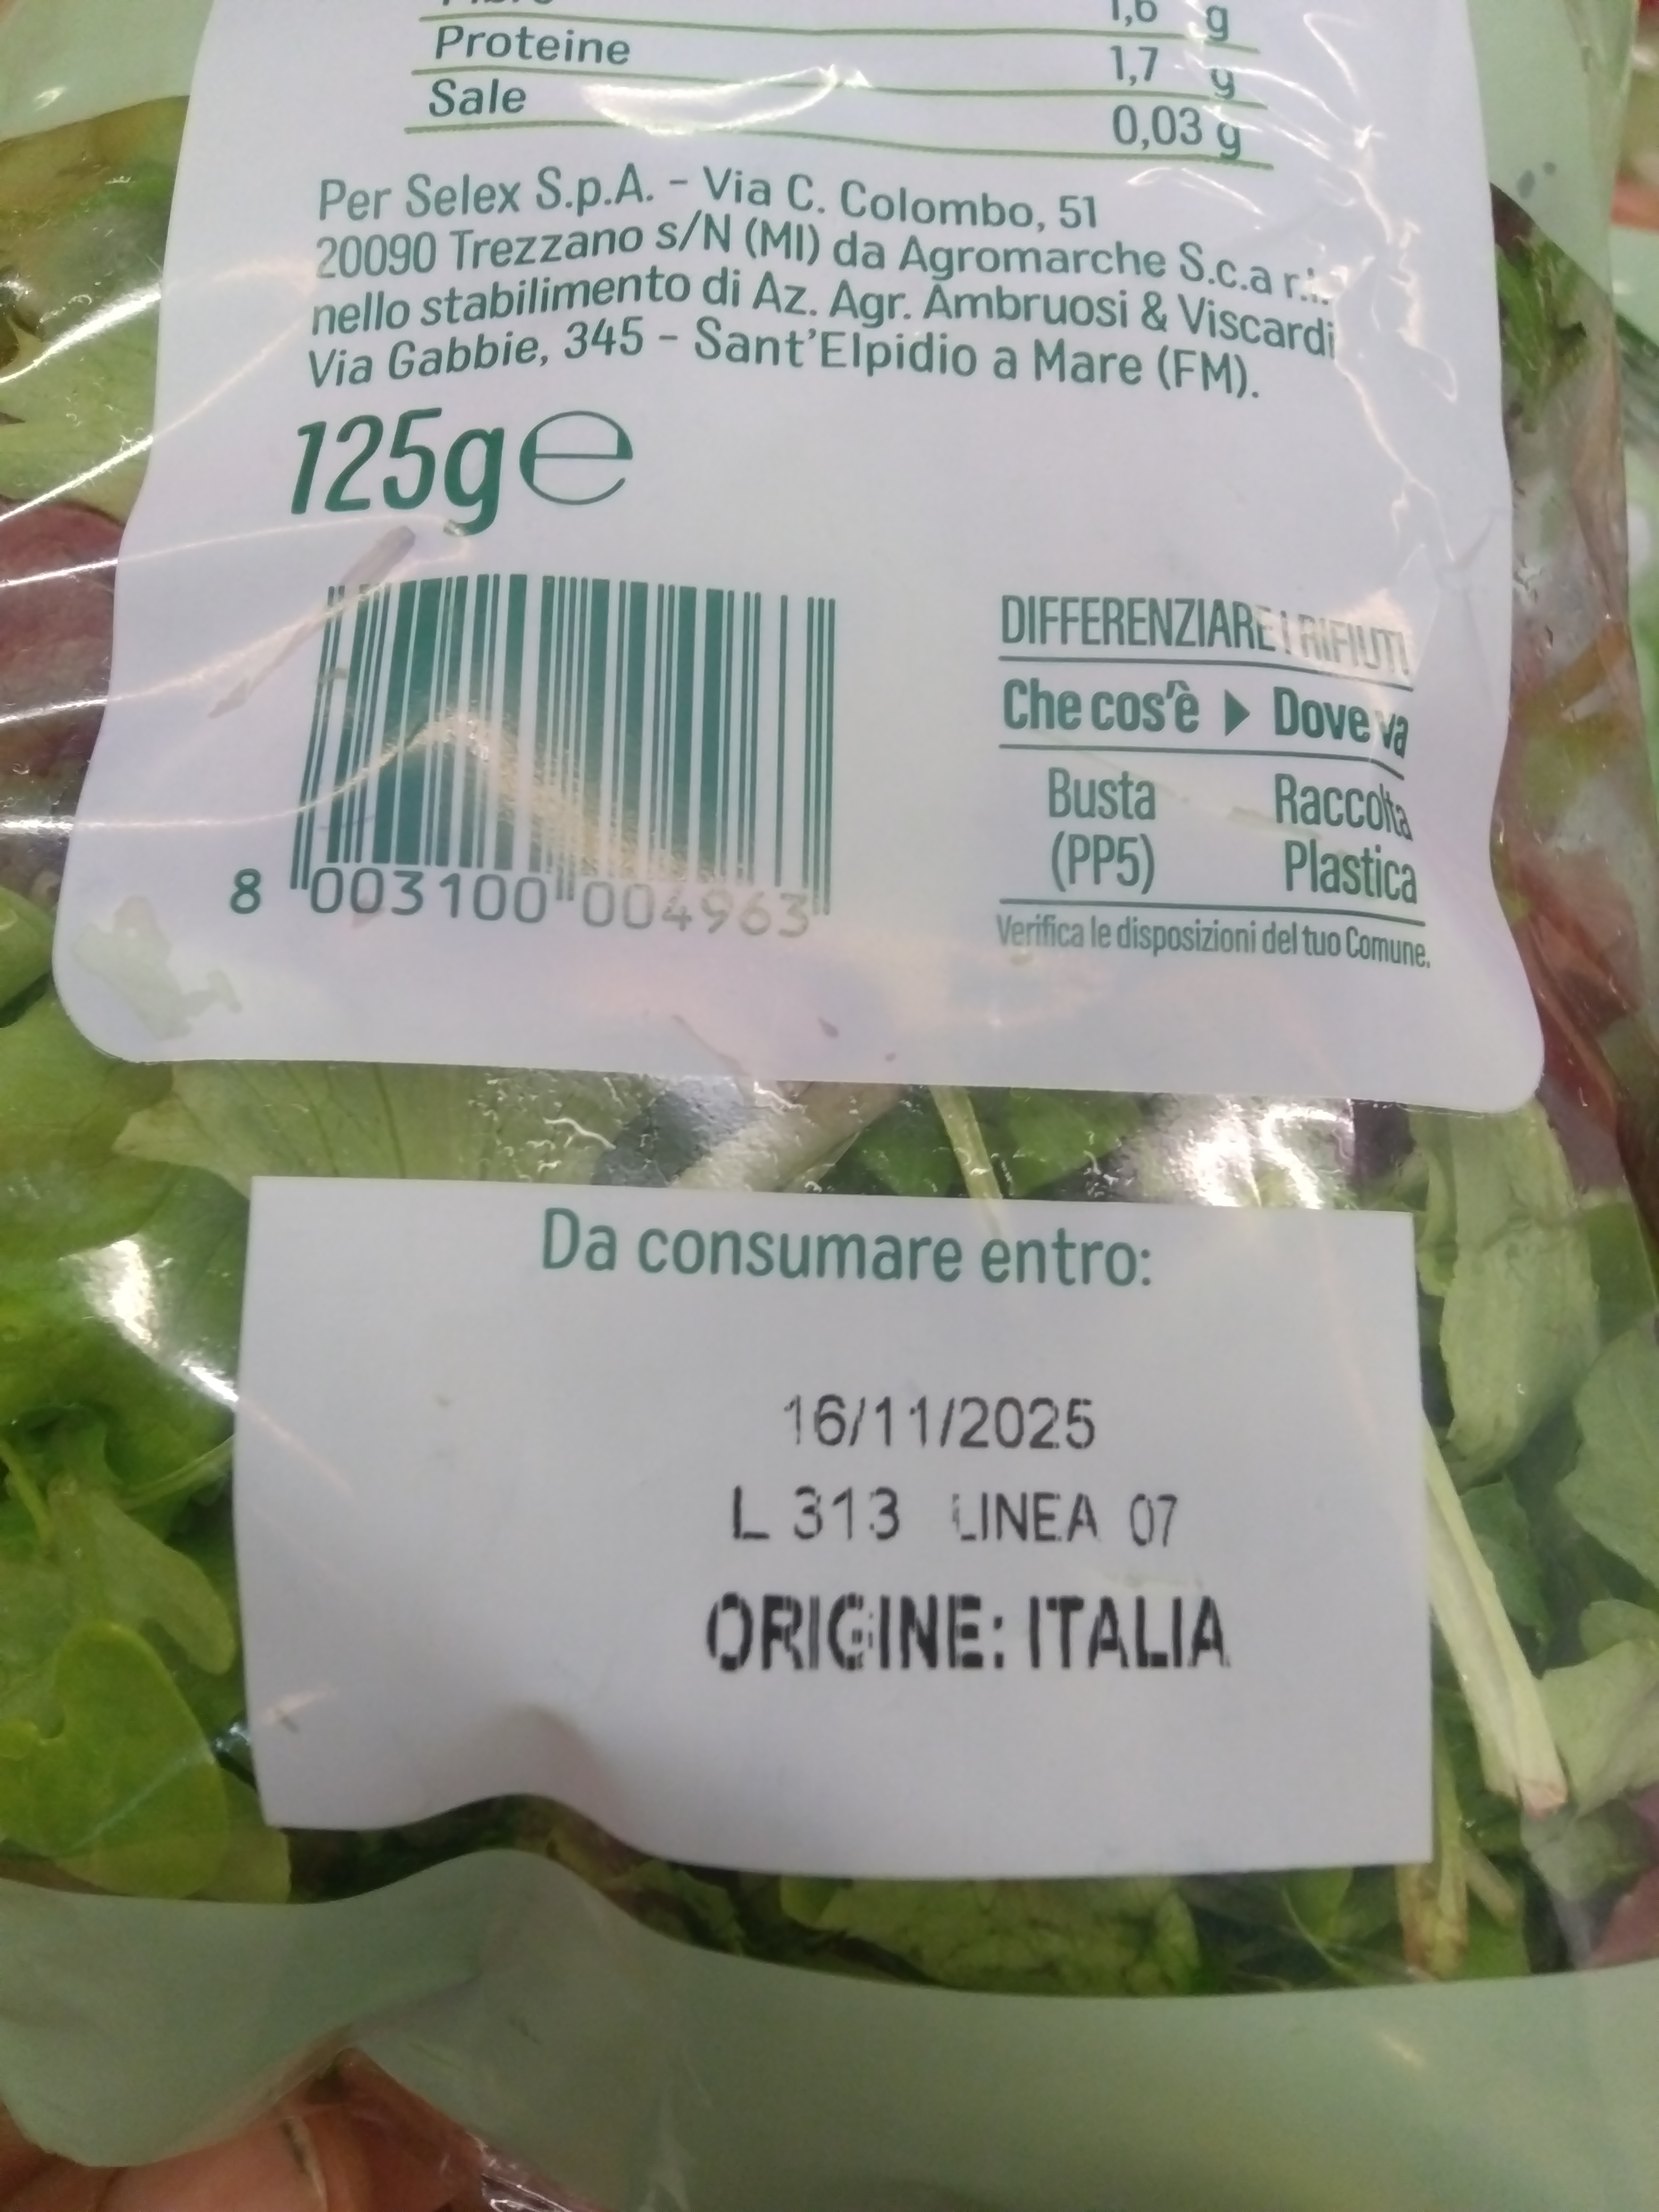 1,6 g
Proteine 1,7 g
Sale 0,03 g
Per Selex S.p.A. - Via C. Colombo, 51
20090 Trezzano s/N (MI) da Agromarche S.c.a r.l.
nello stabilimento di Az. Agr. Ambruosi & Viscardi
Via Gabbie, 345 - Sant'Elpidio a Mare (FM).
125g e
8 003100 004963
DIFFERENZIARE I RIFIUTI
Che cos'è ▶ Dove va
Busta Raccolta
(PP5) Plastica
Verifica le disposizioni del tuo Comune.
Da consumare entro:
16/11/2025
L 313 LINEA 07
ORIGINE: ITALIA